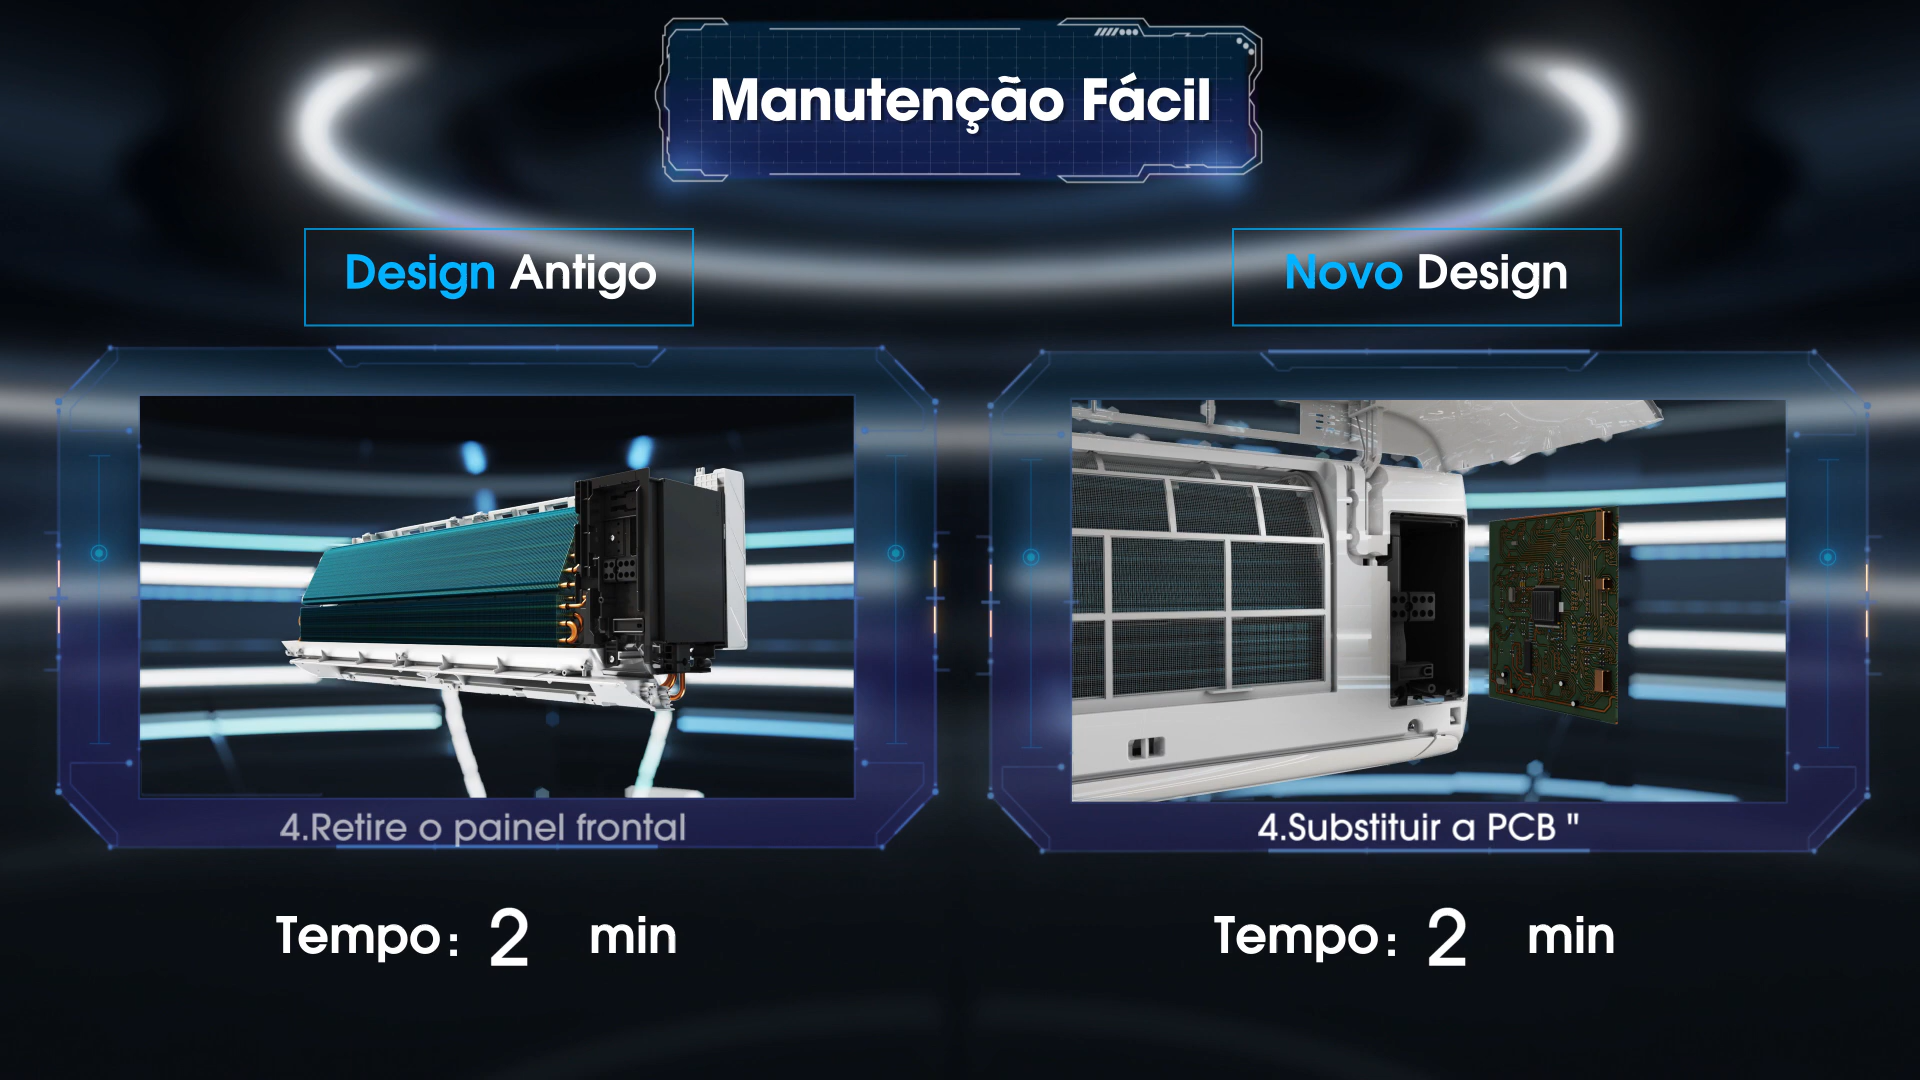 Manutenção Fácil
Design Antigo
Novo Design
4.Retire o painel frontal
4.Substituir a PCB "
Tempo: 2 min
Tempo: 2 min